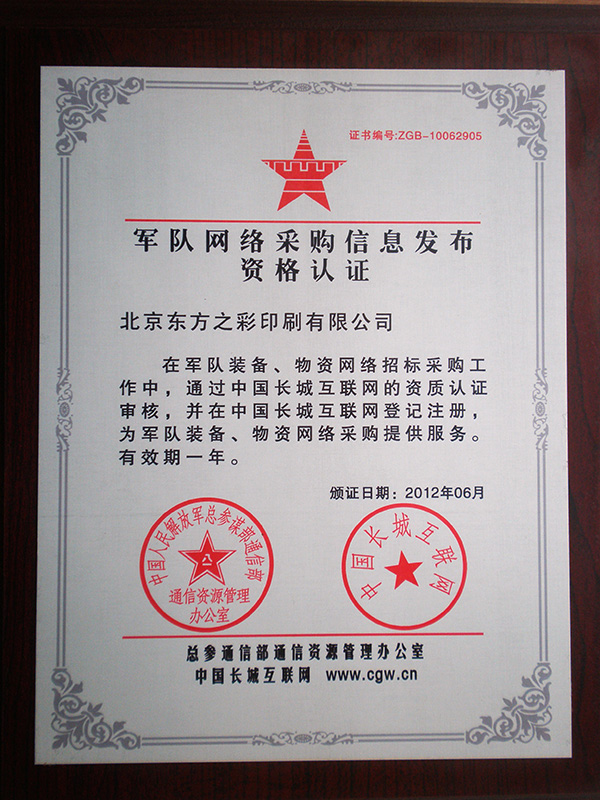 证书编号:ZGB-10062905
军队网络采购信息发布
资格认证
北京东方之彩印刷有限公司
在军队装备、物资网络招标采购工
作中，通过中国长城互联网的资质认证
审核，并在中国长城互联网登记注册，
为军队装备、物资网络采购提供服务。
有效期一年。
颁证日期：2012年06月
中国人民解放军总参谋部通信部
八一
通信资源管理
办公室
中国长城互联网
总参通信部通信资源管理办公室
中国长城互联网 www.cgw.cn